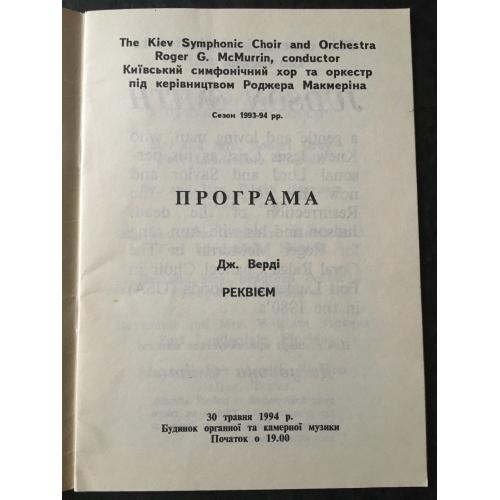 The Kiev Symphonic Choir and Orchestra
Roger G. McMurrin, conductor
Київський симфонічний хор та оркестр
під керівництвом Роджера Макмеріна
Сезон 1993-94 рр.
ПРОГРАМА
Дж. Верді
РЕКВІЄМ
30 травня 1994 р.
Будинок органної та камерної музики
Початок о 19.00